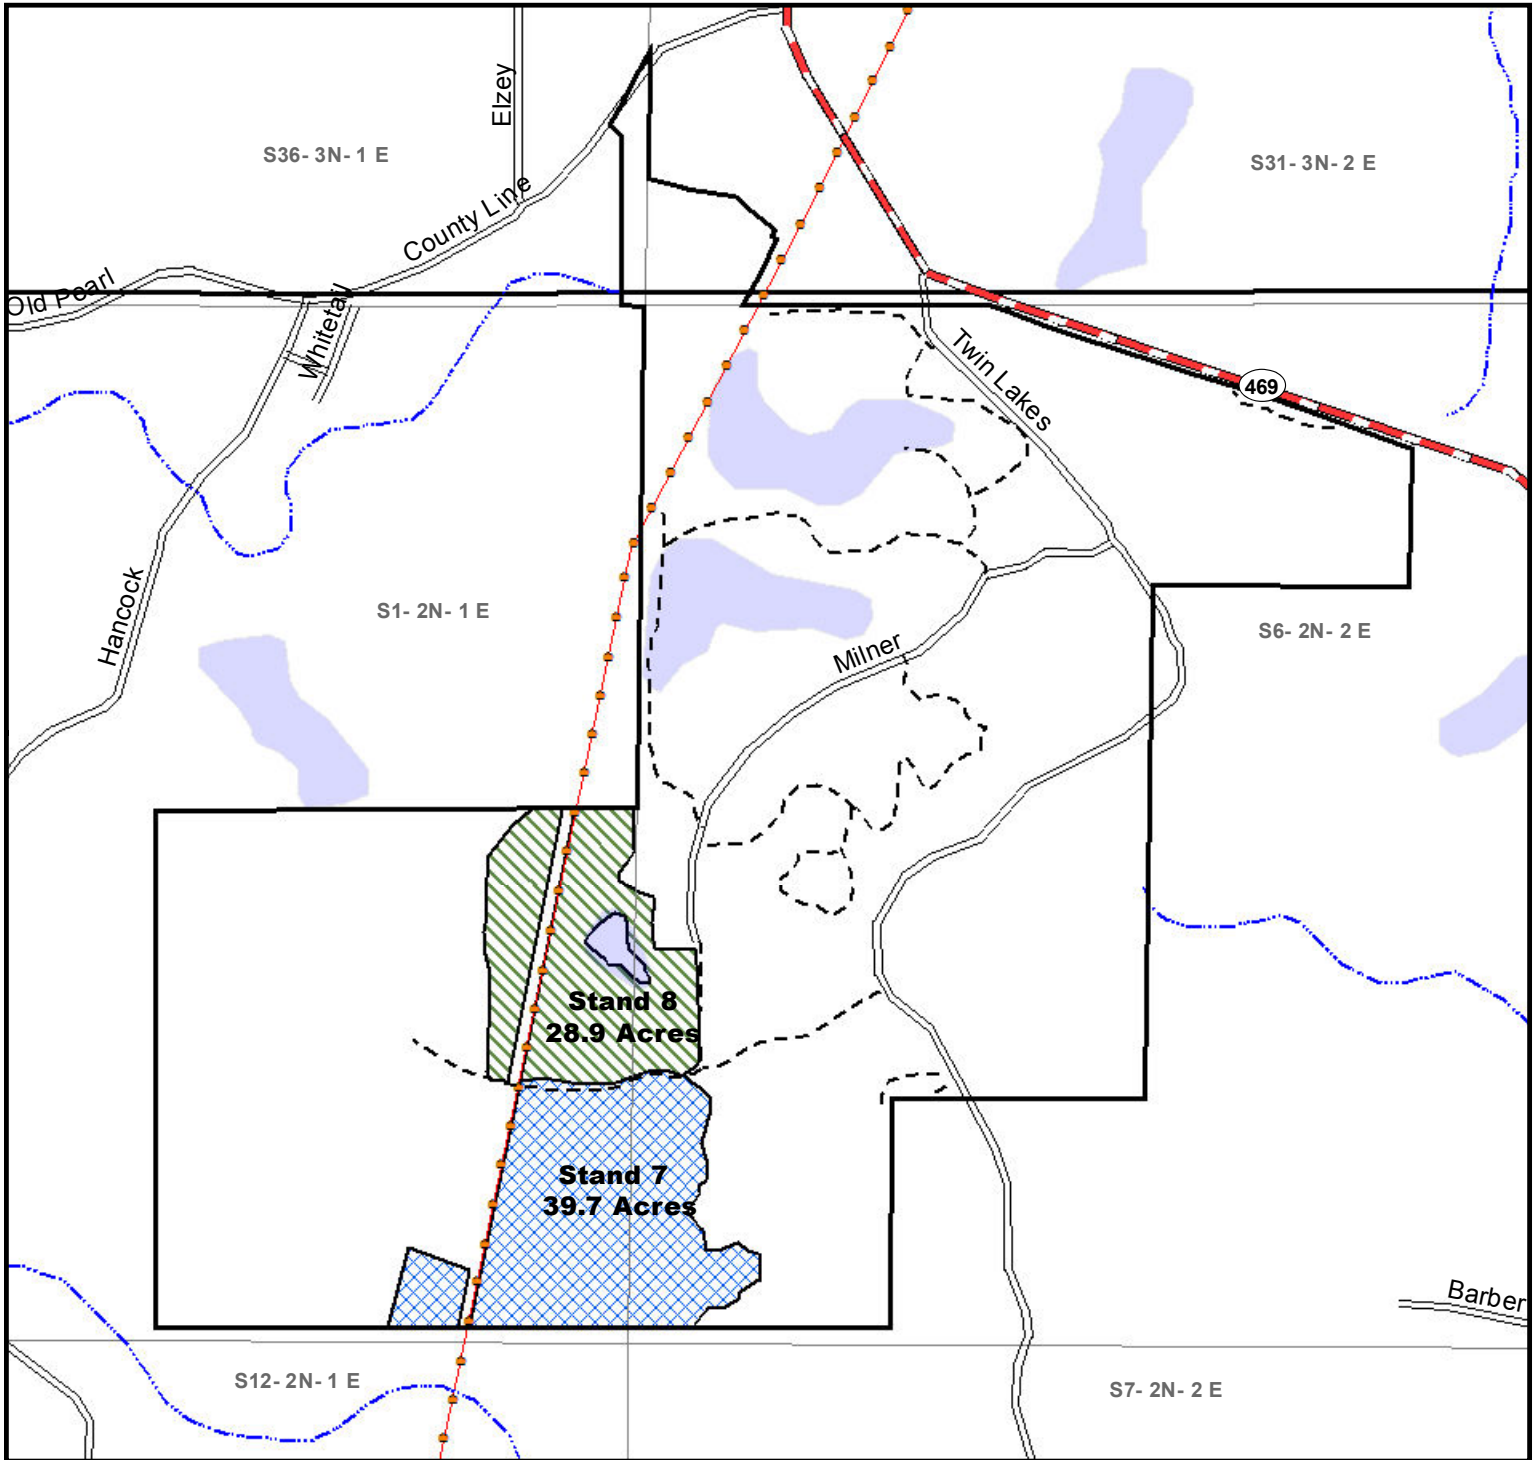 Elzey
S36- 3N- 1 E
S31- 3N- 2 E
County Line
Old Pearl
Whitetail
Twin Lakes
469
Hancock
S1- 2N- 1 E
S6- 2N- 2 E
Milner
Stand 8
28.9 Acres
Stand 7
39.7 Acres
Barber
S12- 2N- 1 E
S7- 2N- 2 E